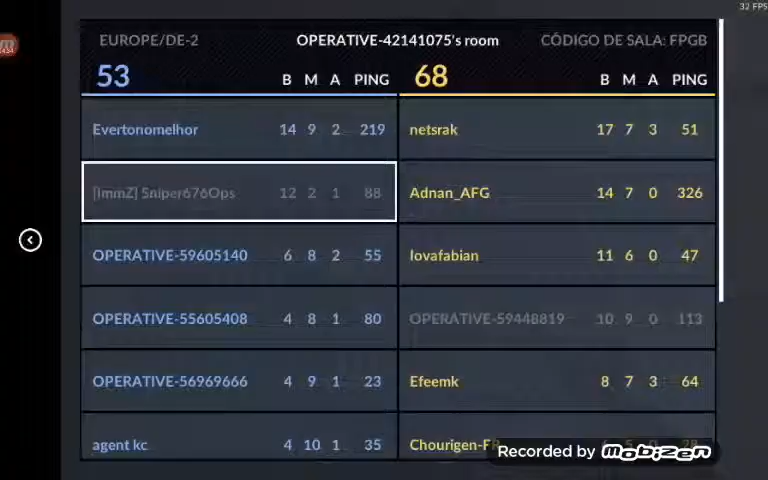 32 FPS
EUROPE/DE-2 OPERATIVE-42141075's room CÓDIGO DE SALA: FPGB
53 B M A PING 68 B M A PING
Evertonomelhor 14 9 2 219 netsrak 17 7 3 51
[ImmZ] Sniper676Ops 12 2 1 88 Adnan_AFG 14 7 0 326
OPERATIVE-59605140 6 8 2 55 lovafabian 11 6 0 47
OPERATIVE-55605408 4 8 1 80 OPERATIVE-59448819 10 9 0 113
OPERATIVE-56969666 4 9 1 23 Efeemk 8 7 3 64
agent kc 4 10 1 35 Chourigen-FR
Recorded by mobizen